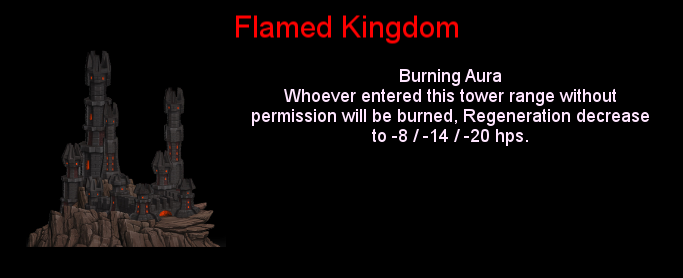 Flamed Kingdom
Burning Aura
Whoever entered this tower range without
permission will be burned, Regeneration decrease
to -8 / -14 / -20 hps.